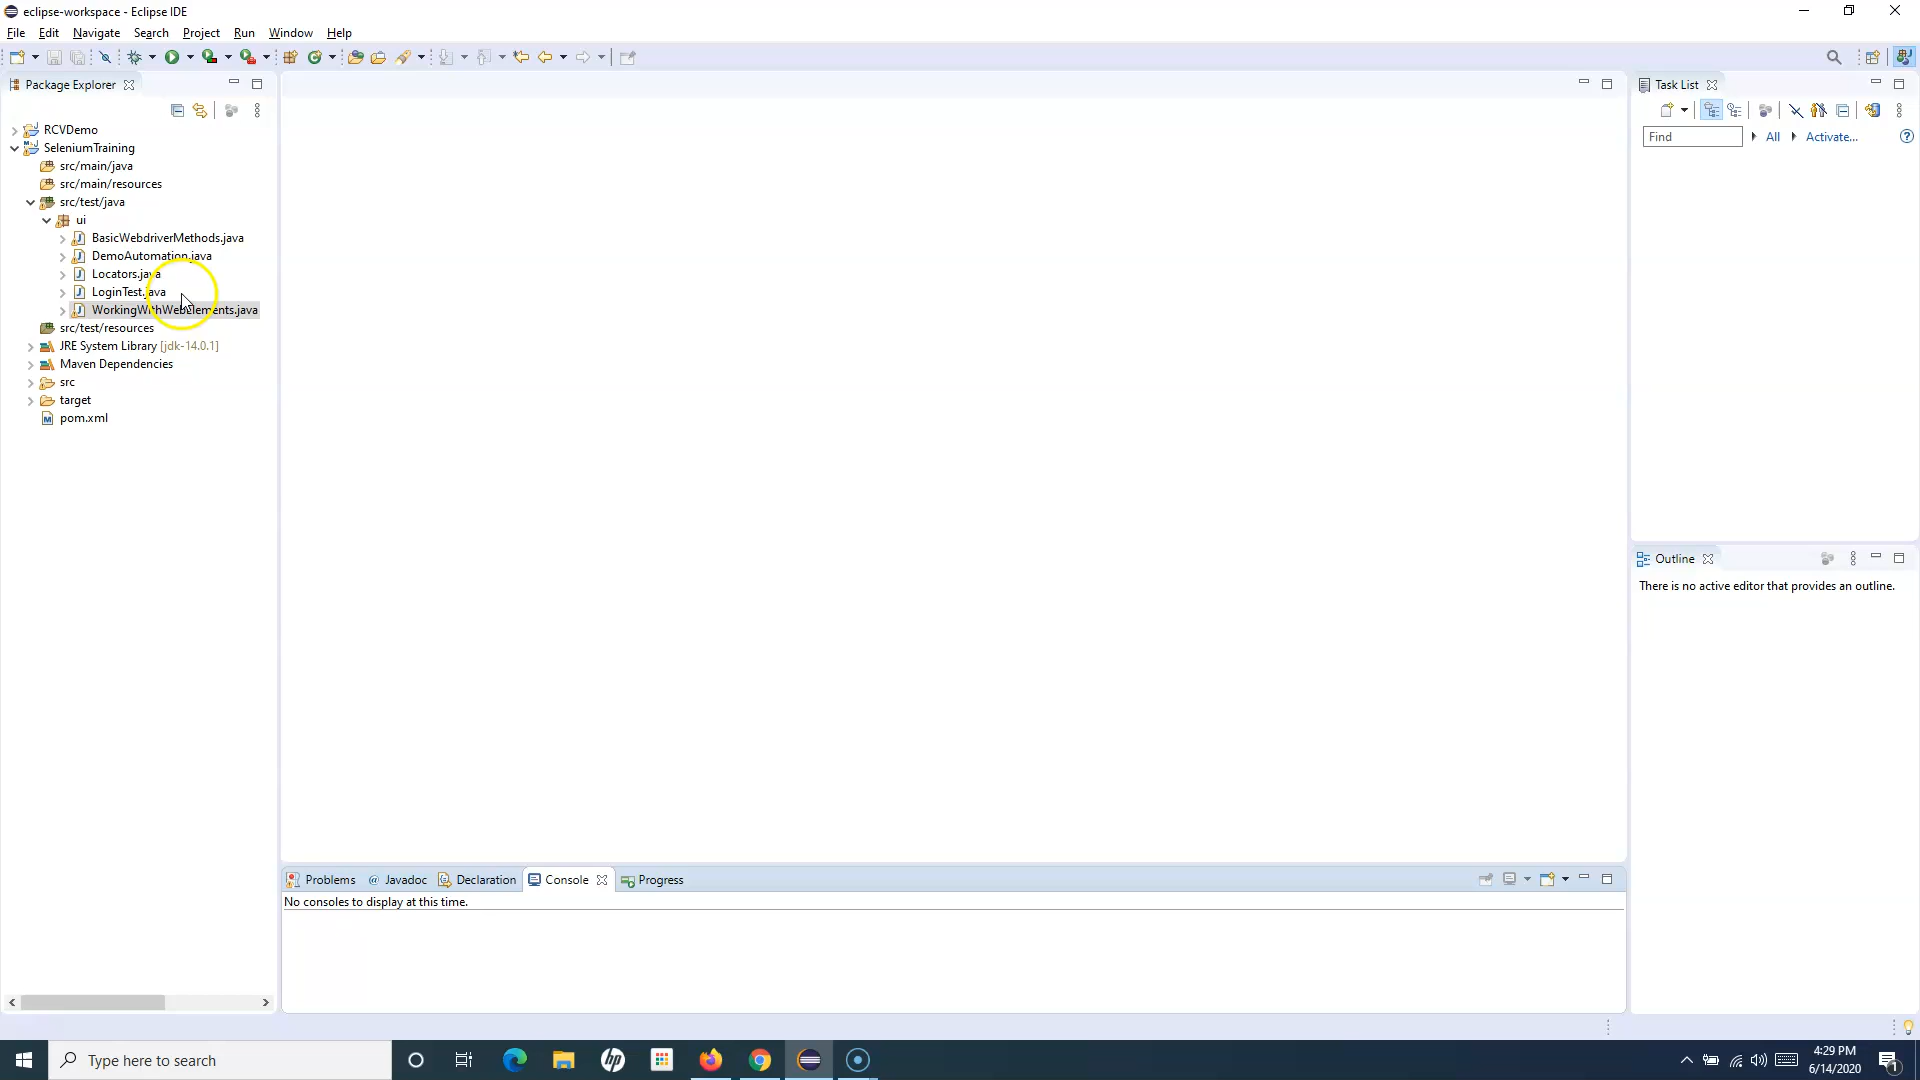 eclipse-workspace - Eclipse IDE
File Edit Navigate Search Project Run Window Help
Package Explorer
RCVDemo
SeleniumTraining
src/main/java
src/main/resources
src/test/java
ui
BasicWebdriverMethods.java
DemoAutomation.java
Locators.java
LoginTest.java
WorkingWithWebElements.java
src/test/resources
JRE System Library [jdk-14.0.1]
Maven Dependencies
src
target
pom.xml
Task List
Find All Activate...
Outline
There is no active editor that provides an outline.
Problems Javadoc Declaration Console Progress
No consoles to display at this time.
Type here to search
hp
4:29 PM
6/14/2020
1